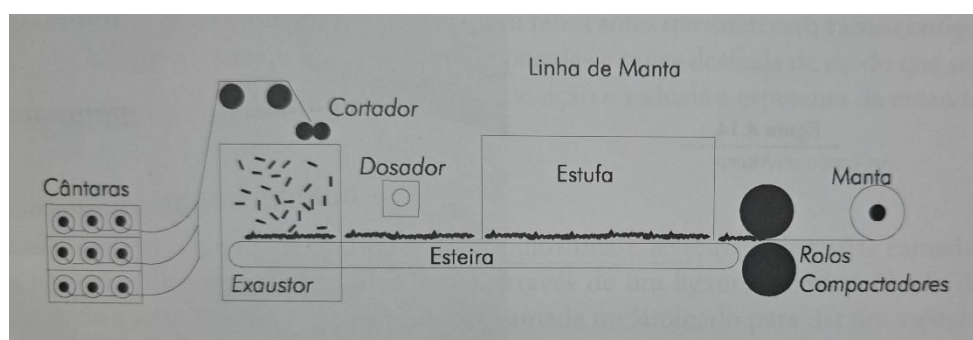 Linha de Manta
Cortador
Dosador
Estufa
Manta
Cântaras
Esteira
Exaustor
Rolos
Compactadores